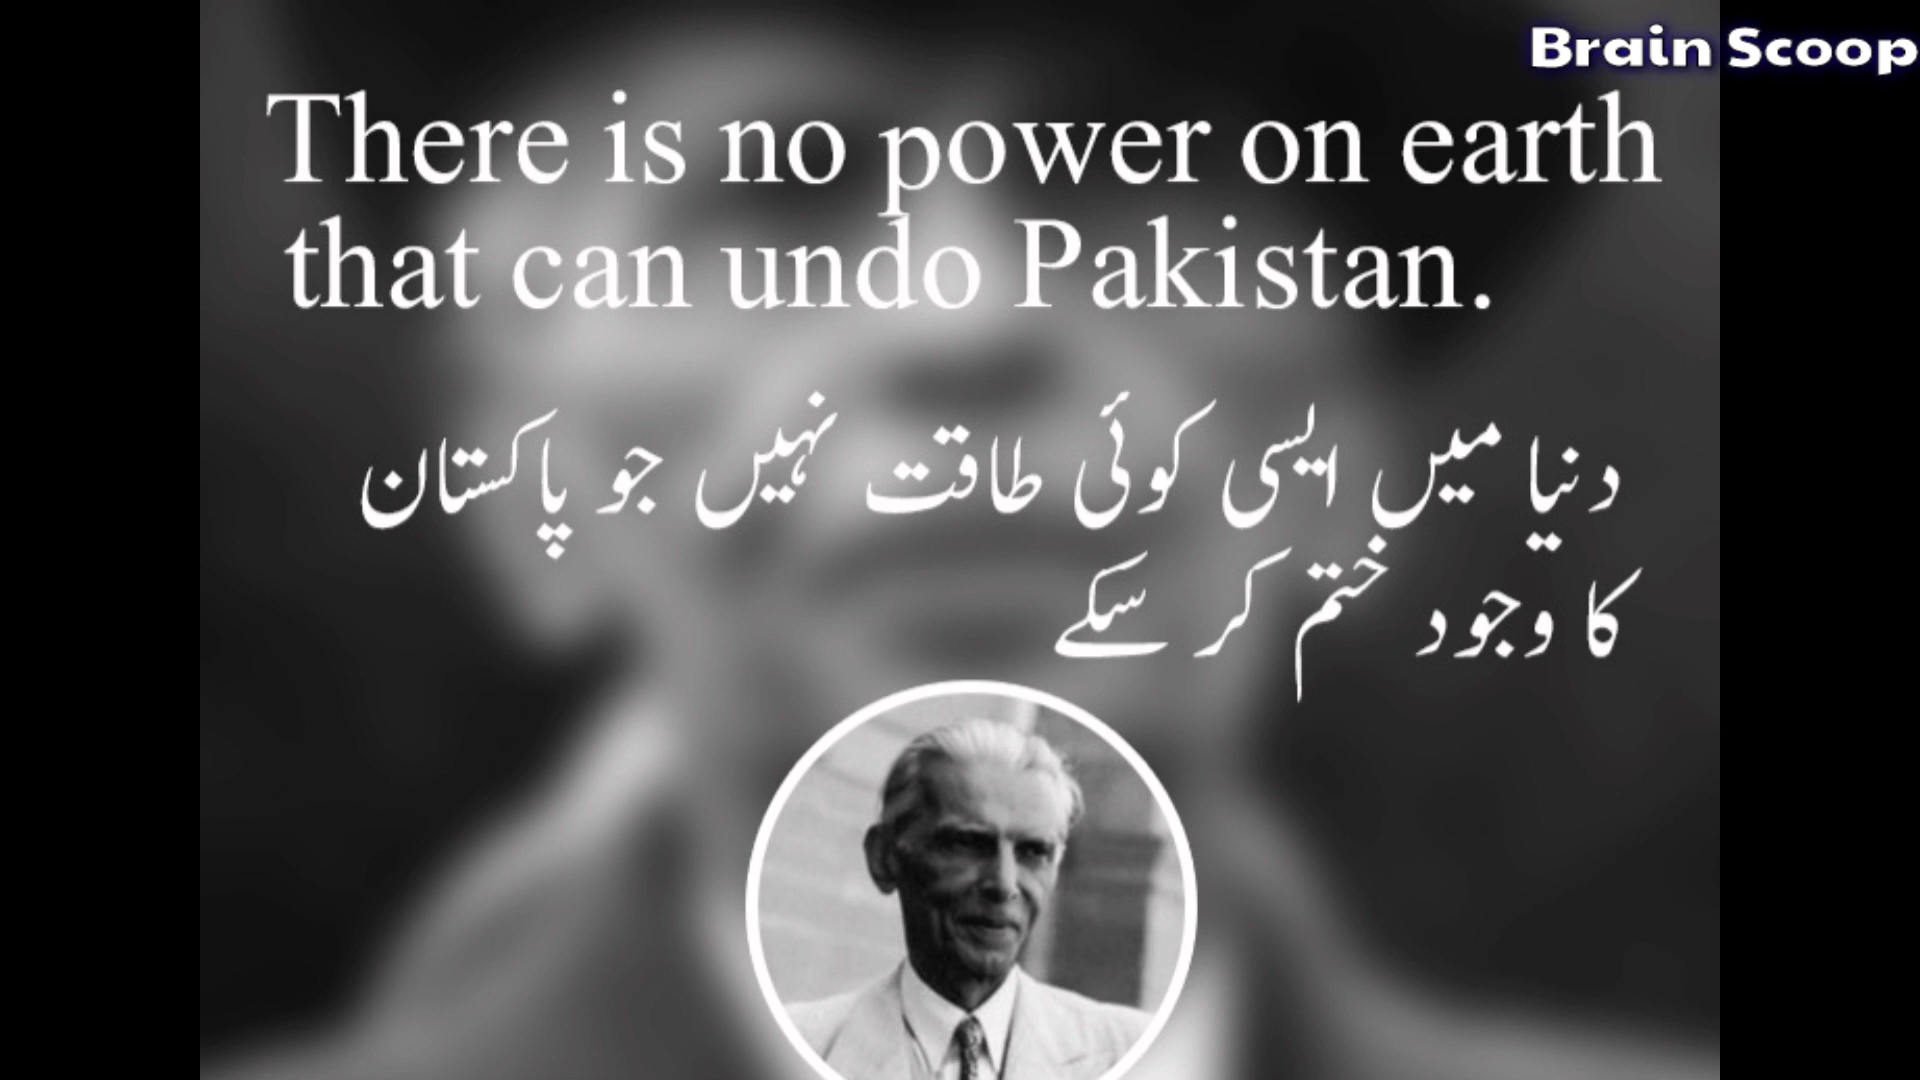 Brain Scoop
There is no power on earth
that can undo Pakistan.
دنیا میں ایسی کوئی طاقت نہیں جو پاکستان
کا وجود ختم کر سکے